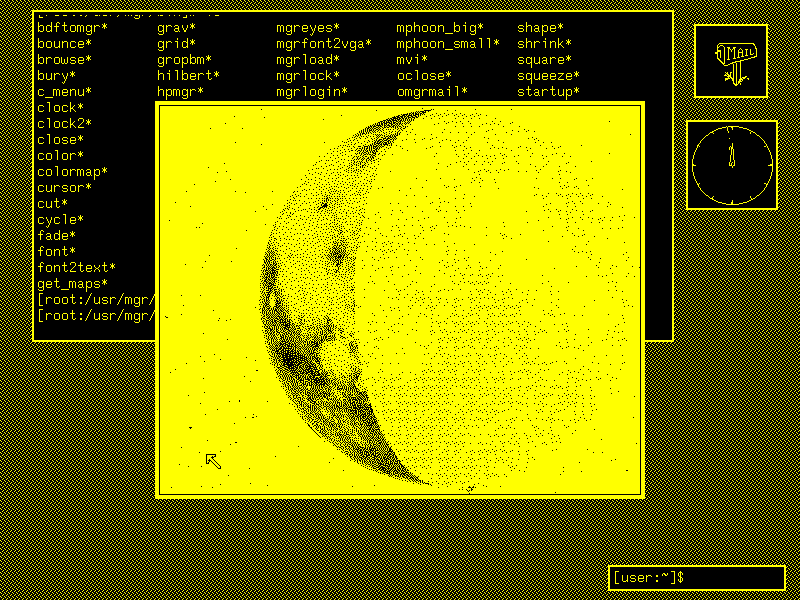 bdftomgr* grav* mgreyes* mphoon_big* shape*
bounce* grid* mgrfont2vga* mphoon_small* shrink*
browse* gropbm* mgrload* mvi* square*
bury* hilbert* mgrlock* oclose* squeeze*
c_menu* hpmgr* mgrlogin* omgrmail* startup*
clock*
clock2*
close*
color*
colormap*
cursor*
cut*
cycle*
fade*
font*
font2text*
get_maps*
[root:/usr/mgr/
[root:/usr/mgr/
MAIL
[user:~]$